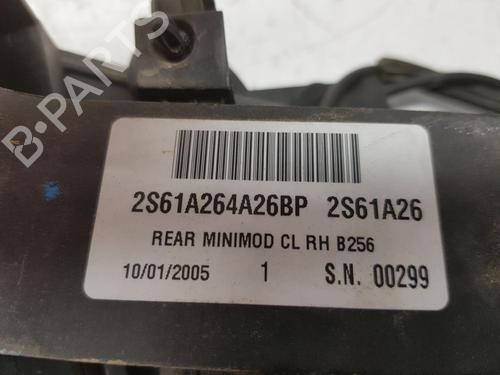 2S61A264A26BP 2S61A26
REAR MINIMOD CL RH B256
10/01/2005 1 S.N. 00299
B-PARTS